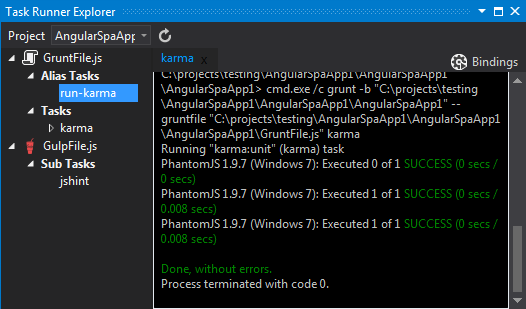 Task Runner Explorer
Project AngularSpaApp
GruntFile.js
Alias Tasks
run-karma
Tasks
karma
GulpFile.js
Sub Tasks
jshint
karma x
Bindings
C:\projects\testing\AngularSpaApp1\AngularSpaApp1
\AngularSpaApp1> cmd.exe /c grunt -b "C:\projects\testing
\AngularSpaApp1\AngularSpaApp1\AngularSpaApp1" --
gruntfile "C:\projects\testing\AngularSpaApp1\AngularSpaApp1
\AngularSpaApp1\GruntFile.js" karma
Running "karma:unit" (karma) task
PhantomJS 1.9.7 (Windows 7): Executed 0 of 1 SUCCESS (0 secs /
0 secs)
PhantomJS 1.9.7 (Windows 7): Executed 1 of 1 SUCCESS (0 secs /
0.008 secs)
PhantomJS 1.9.7 (Windows 7): Executed 1 of 1 SUCCESS (0 secs /
0.008 secs)
Done, without errors.
Process terminated with code 0.